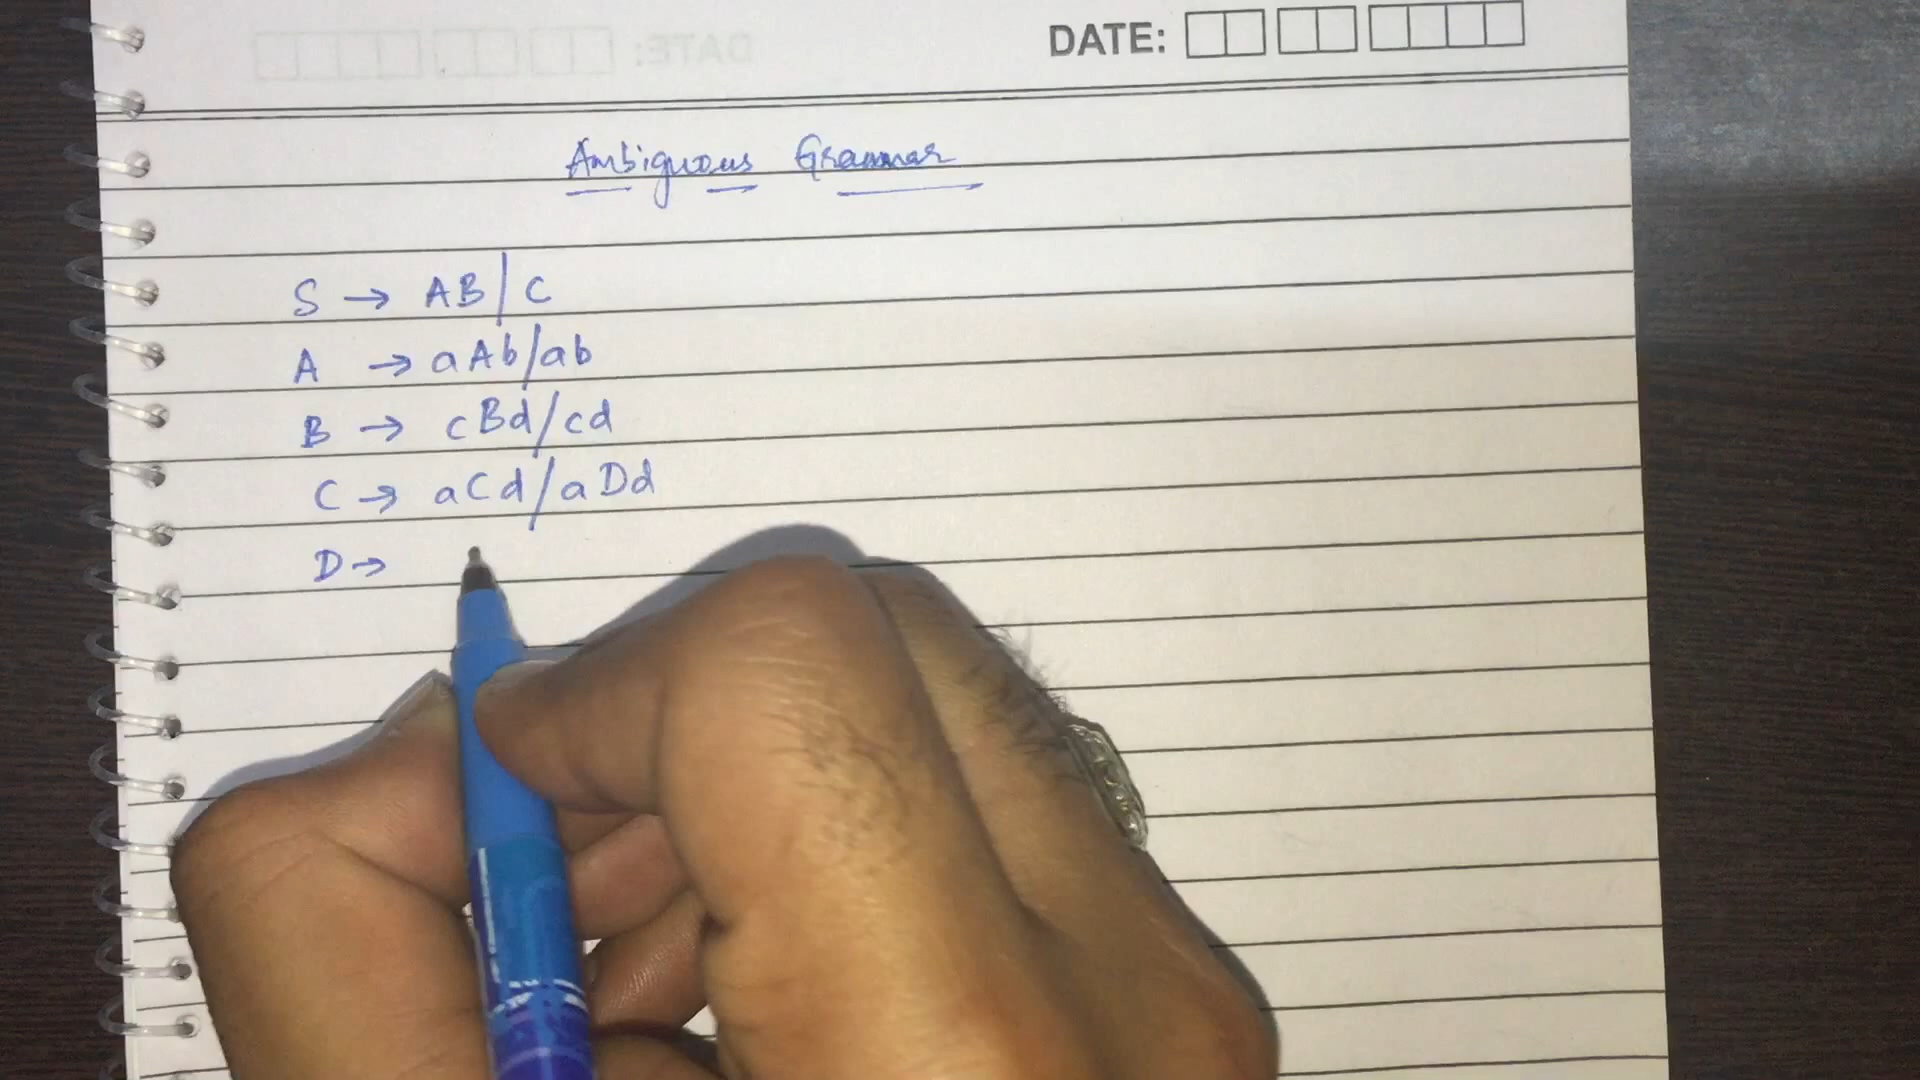 DATE:
Ambiguous Grammar
S → AB | C
A → aAb/ab
B → cBd/cd
C → aCd/aDd
D →